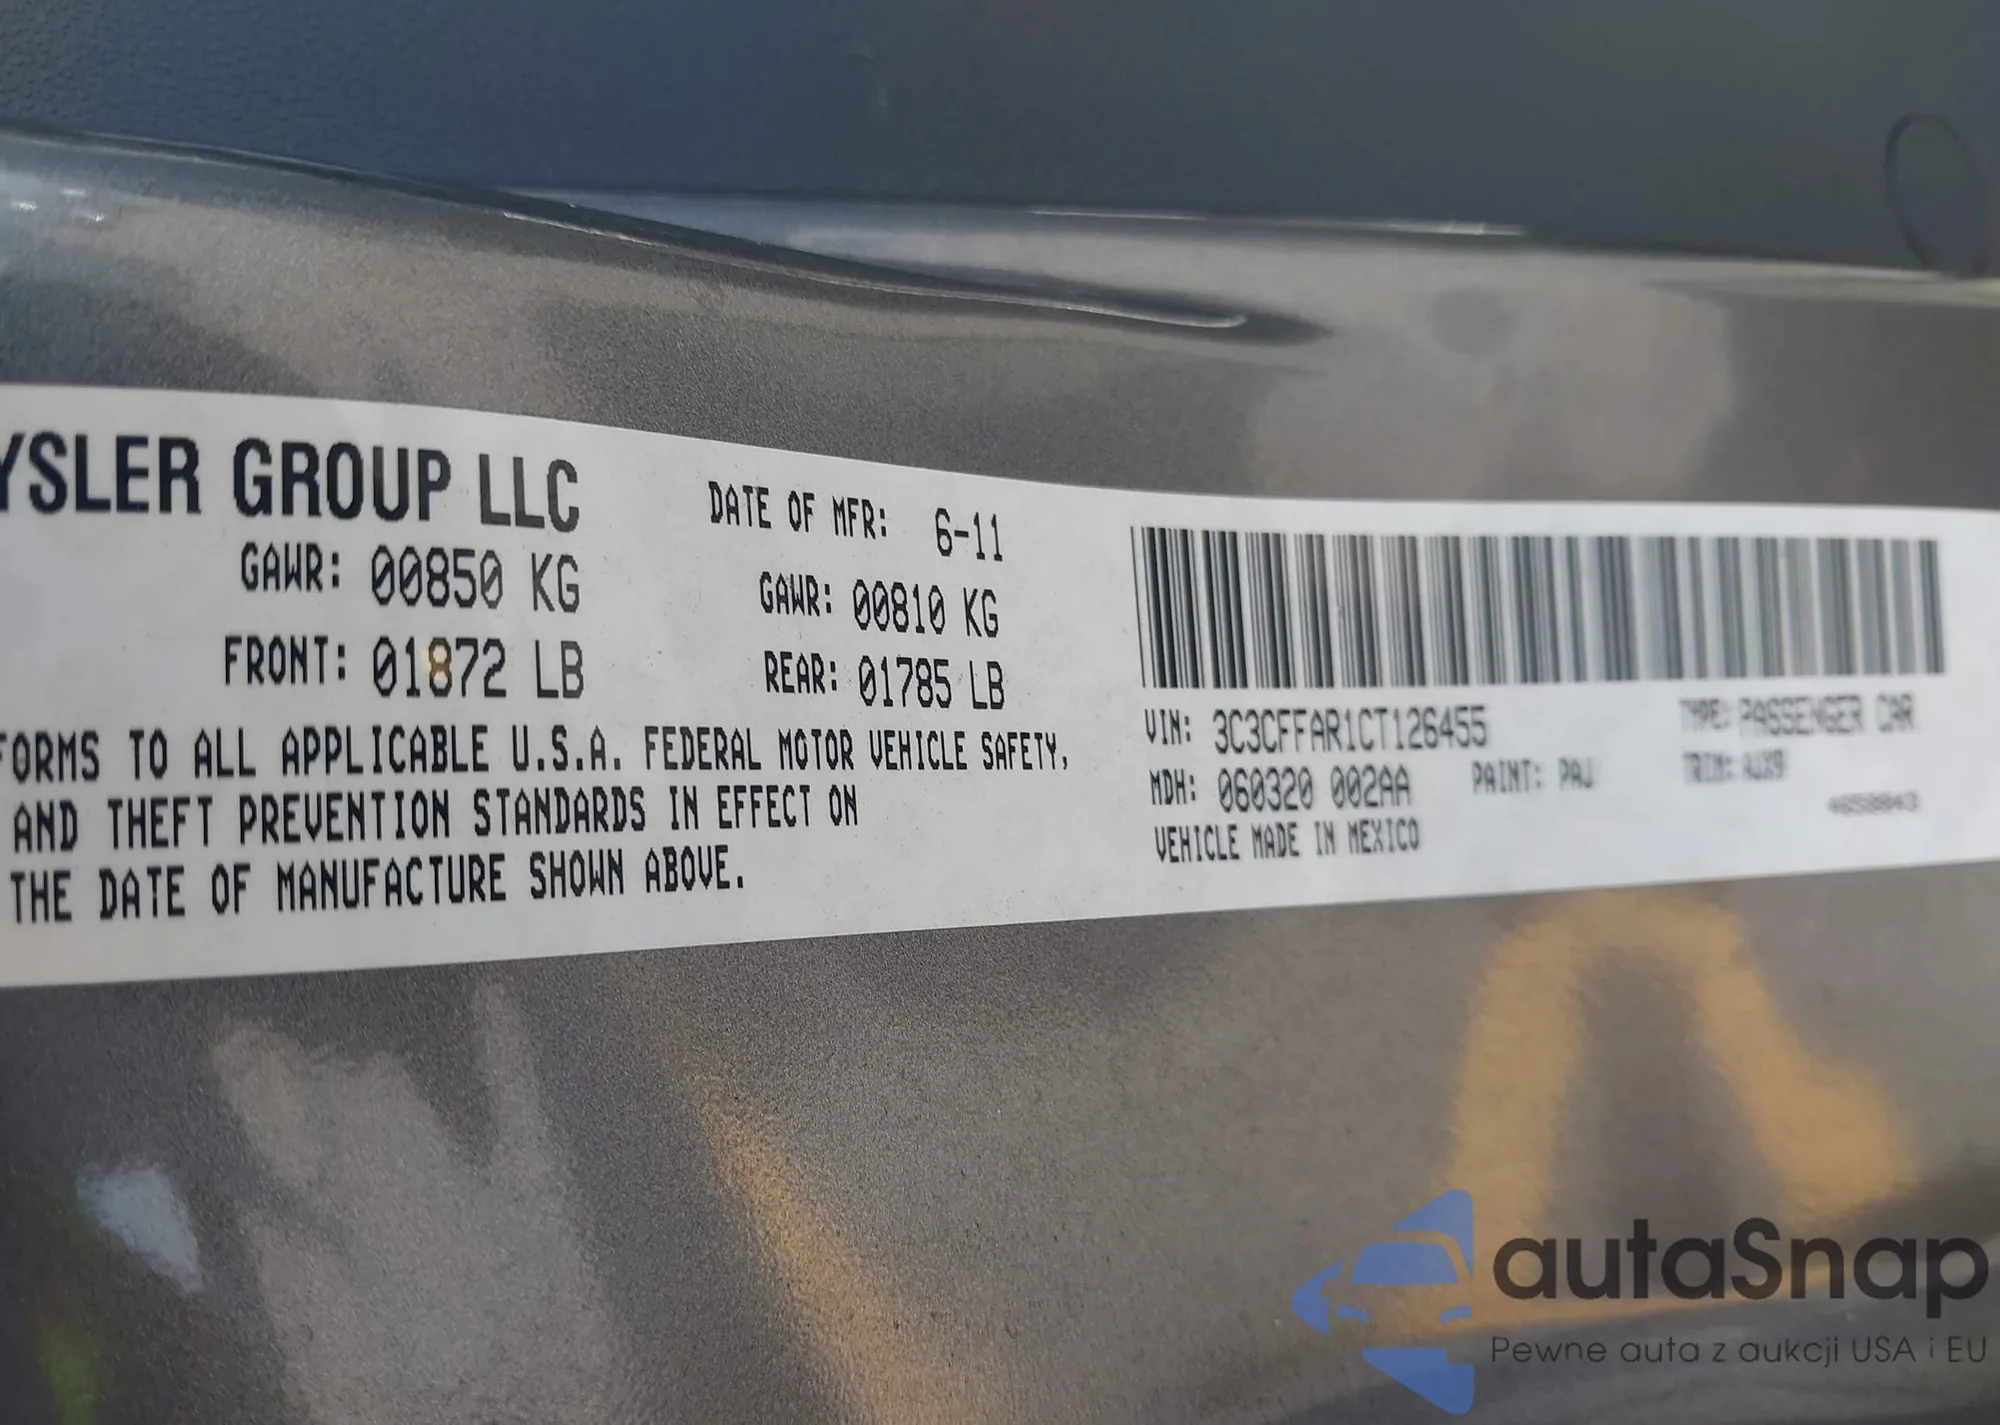 YSLER GROUP LLC
DATE OF MFR: 6-11
GAWR: 00850 KG
GAWR: 00810 KG
FRONT: 01872 LB
REAR: 01785 LB
FORMS TO ALL APPLICABLE U.S.A. FEDERAL MOTOR VEHICLE SAFETY,
AND THEFT PREVENTION STANDARDS IN EFFECT ON
THE DATE OF MANUFACTURE SHOWN ABOVE.
VIN: 3C3CFFAR1CT126455
TYPE: PASSENGER CAR
MDH: 060320 002AA
PAINT: PAJ
TRIM: AJX9
VEHICLE MADE IN MEXICO
autaSnap
Pewne auta z aukcji USA i EU